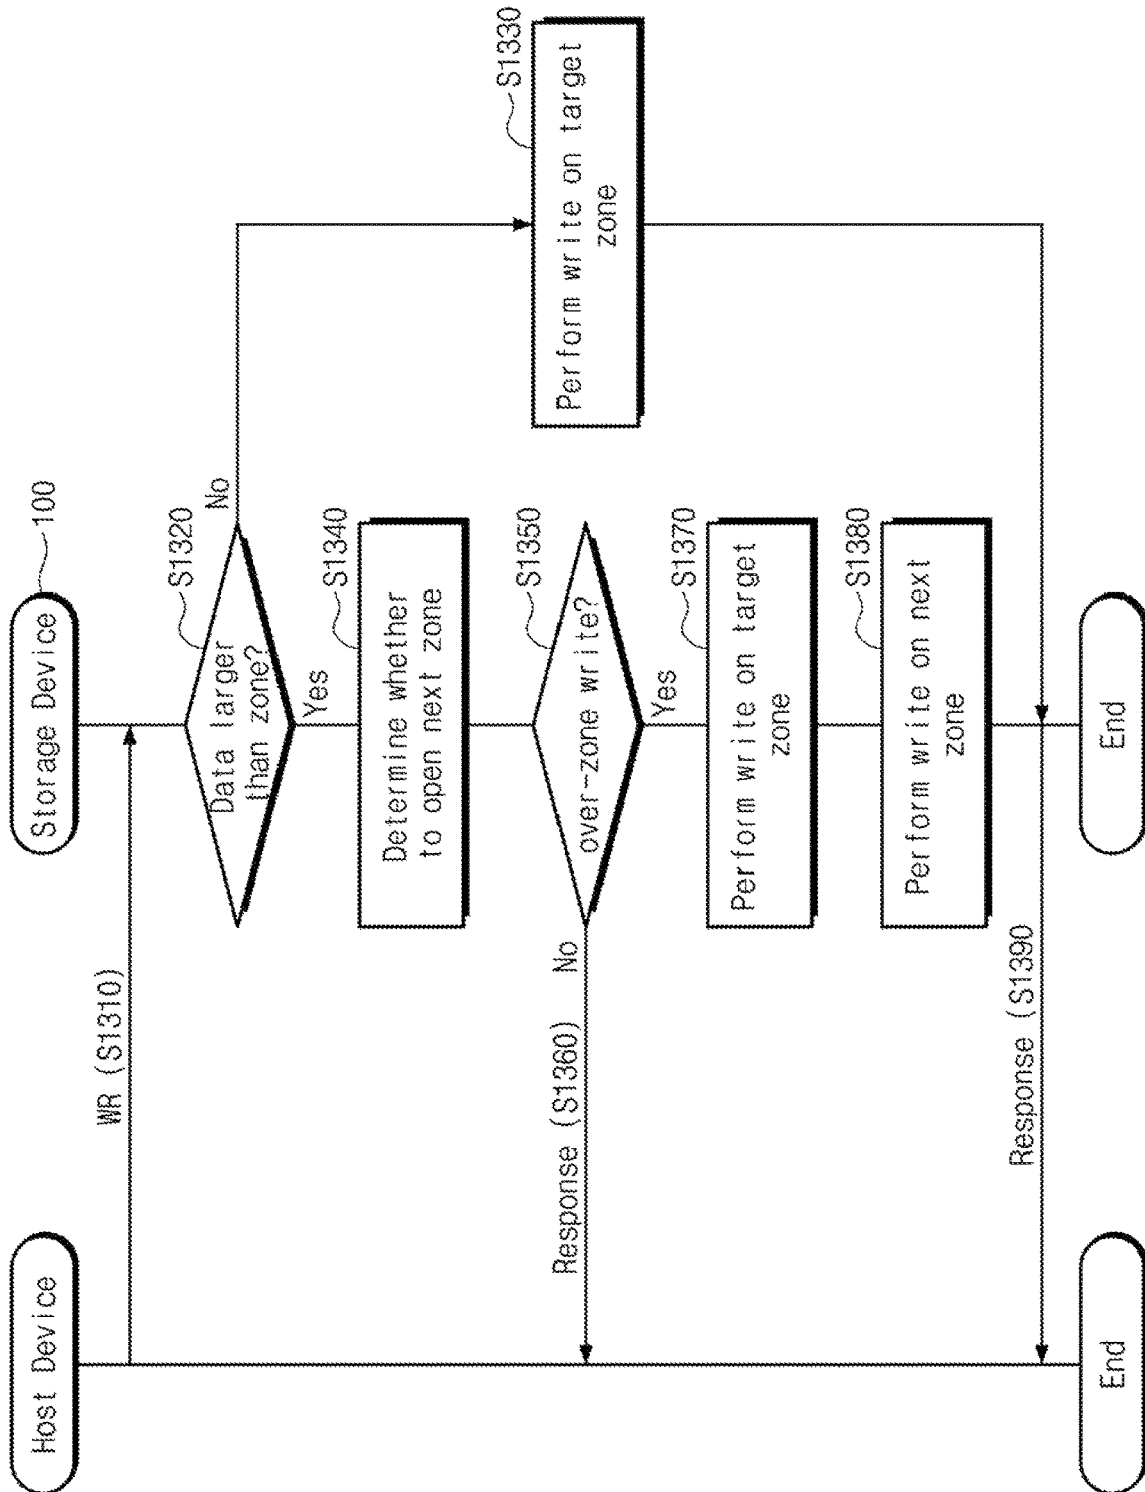 Host Device
Storage Device
100
WR (S1310)
Data larger
than zone?
S1320
No
Yes
Determine whether
to open next zone
S1340
Perform write on target
zone
S1330
over-zone write?
S1350
No
Response (S1360)
Yes
Perform write on target
zone
S1370
Perform write on next
zone
S1380
Response (S1390
End
End